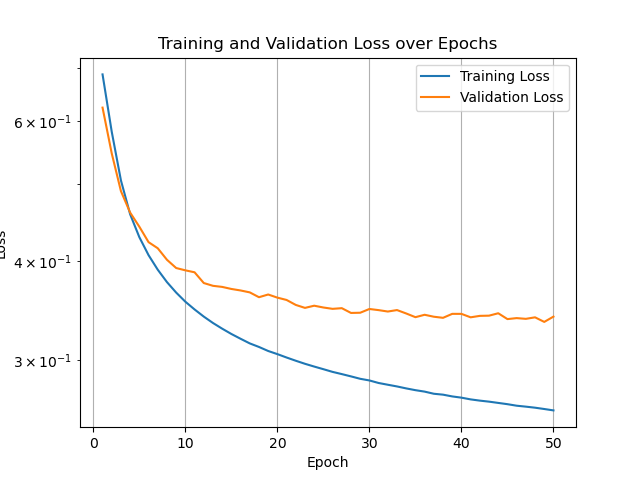 Training and Validation Loss over Epochs
Training Loss
Validation Loss
6 × 10⁻¹
4 × 10⁻¹
3 × 10⁻¹
Loss
0 10 20 30 40 50
Epoch